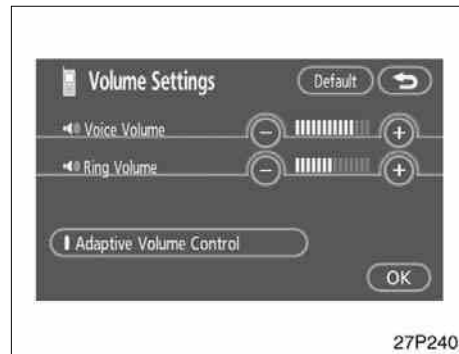 Volume Settings
Default
Voice Volume
Ring Volume
Adaptive Volume Control
OK
27P240